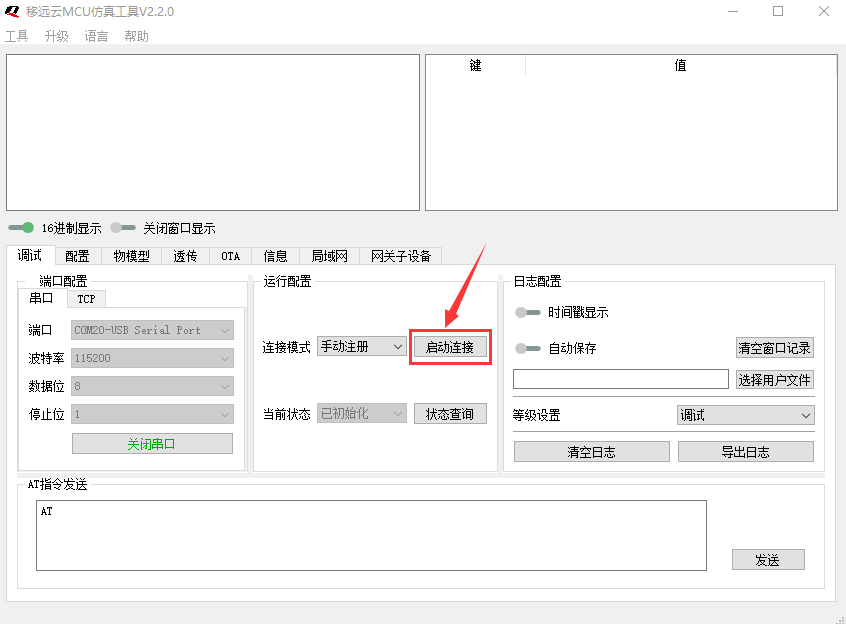 移远云MCU仿真工具V2.2.0
工具 升级 语言 帮助
键 值
16进制显示 关闭窗口显示
调试 配置 物模型 透传 OTA 信息 局域网 网关子设备
端口配置
串口 TCP
端口 COM20-USB Serial Port
波特率 115200
数据位 8
停止位 1
关闭串口
运行配置
连接模式 手动注册 启动连接
当前状态 已初始化 状态查询
日志配置
时间戳显示
自动保存 清空窗口记录
选择用户文件
等级设置 调试
清空日志 导出日志
AT指令发送
AT
发送